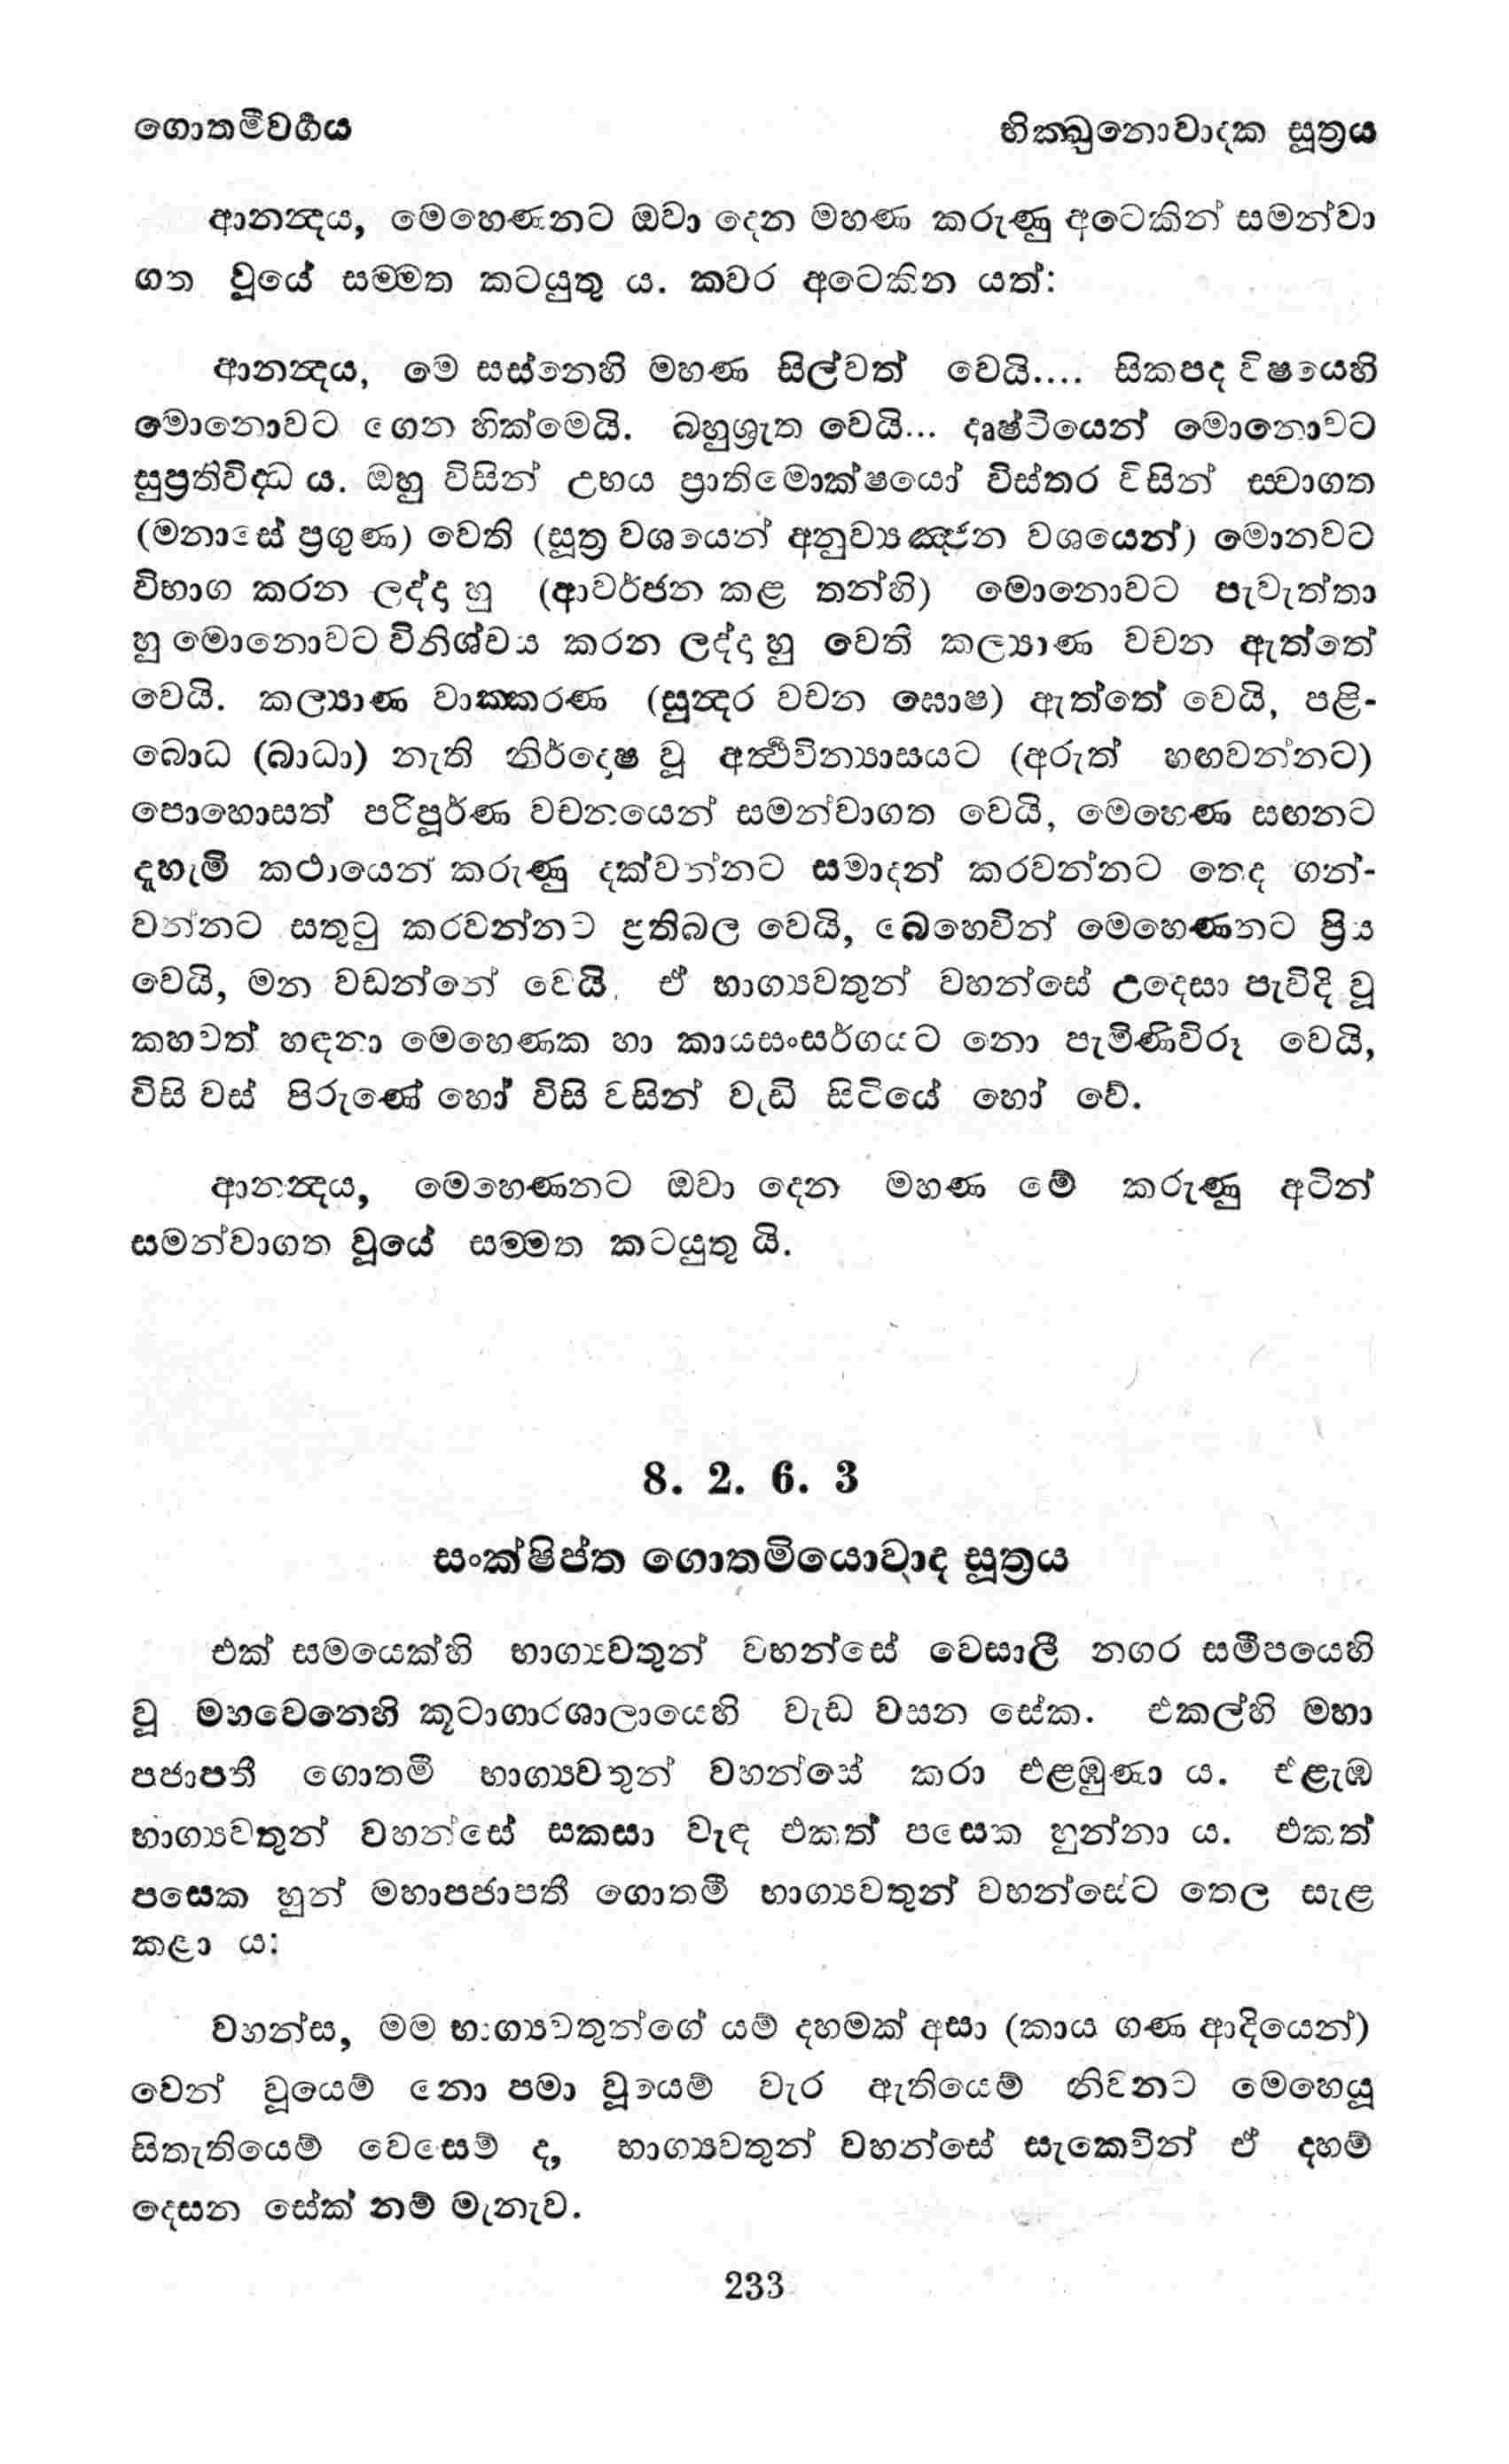 ගොතමීවර්‍ගය
භික්ඛුනොවාදක සූත්‍රය
ආනන්‍දය, මෙහෙණනට ඔවා දෙන මහණ කරුණු අටෙකින් සමන්වා
ගත වූයේ සම්මත කටයුතු ය. කවර අටෙකින යත්:
ආනන්‍දය, මෙ සස්නෙහි මහණ සිල්වත් වෙයි.... සිකපද විෂයෙහි
මොනොවට ගෙන හික්මෙයි. බහුශ්‍රැත වෙයි... දෘෂ්ටියෙන් මොනොවට
සුප්‍රතිවිද්ධ ය. ඔහු විසින් උභය ප්‍රාතිමොක්ෂයෝ විස්තර විසින් ස්වාගත
(මනාසේ ප්‍රගුණ) වෙති (සූත්‍ර වශයෙන් අනුව්‍යඤ්ජන වශයෙන්) මොනවට
විභාග කරන ලද්දාහු (ආවර්ජන කළ තන්හි) මොනොවට පැවැත්තා
හු මොනොවට විනිශ්චය කරන ලද්දාහු වෙති කල්‍යාණ වචන ඇත්තේ
වෙයි. කල්‍යාණ වාක්කරණ (සුන්‍දර වචන ඝොෂ) ඇත්තේ වෙයි, පළි-
බොධ (බාධා) නැති නිර්දොෂ වූ අර්‍ත්‍ථවින්‍යාසයට (අරුත් හඟවන්නට)
පොහොසත් පරිපූර්ණ වචනයෙන් සමන්වාගත වෙයි, මෙහෙණ සඟනට
දැහැමි කථායෙන් කරුණු දක්වන්නට සමාදන් කරවන්නට තෙද ගන්-
වන්නට සතුටු කරවන්නට ප්‍රතිබල වෙයි, බෙහෙවින් මෙහෙණනට ප්‍රිය
වෙයි, මන වඩන්නේ වෙයි, ඒ භාග්‍යවතුන් වහන්සේ උදෙසා පැවිදි වූ
කහවත් හඳනා මෙහෙණක හා කායසංසර්ගයට නො පැමිණිවිරූ වෙයි,
විසි වස් පිරුණේ හෝ විසි වසින් වැඩි සිටියේ හෝ වේ.
ආනන්‍දය, මෙහෙණනට ඔවා දෙන මහණ මේ කරුණු අටින්
සමන්වාගත වූයේ සම්මත කටයුතු යි.
8. 2. 6. 3
සංක්ෂිප්ත ගොතමියොවාද සූත්‍රය
එක් සමයෙක්හි භාග්‍යවතුන් වහන්සේ වෙසාලී නගර සමීපයෙහි
වූ මහවෙනෙහි කූටාගාරශාලායෙහි වැඩ වසන සේක. එකල්හි මහා
පජාපතී ගොතමී භාග්‍යවතුන් වහන්සේ කරා එළඹුණා ය. එළැඹ
භාග්‍යවතුන් වහන්සේ සකසා වැඳ එකත් පසෙක හුන්නා ය. එකත්
පසෙක හුන් මහාපජාපතී ගොතමී භාග්‍යවතුන් වහන්සේට තෙල සැළ
කළා ය:
වහන්ස, මම භාග්‍යවතුන්ගේ යම් දහමක් අසා (කාය ගණ ආදියෙන්)
වෙන් වූයෙම් නො පමා වූයෙම් වැර ඇතියෙම් නිවනට මෙහෙයූ
සිතැතියෙම් වෙසෙම් ද, භාග්‍යවතුන් වහන්සේ සැකෙවින් ඒ දහම්
දෙසන සේක් නම් මැනැව.
233